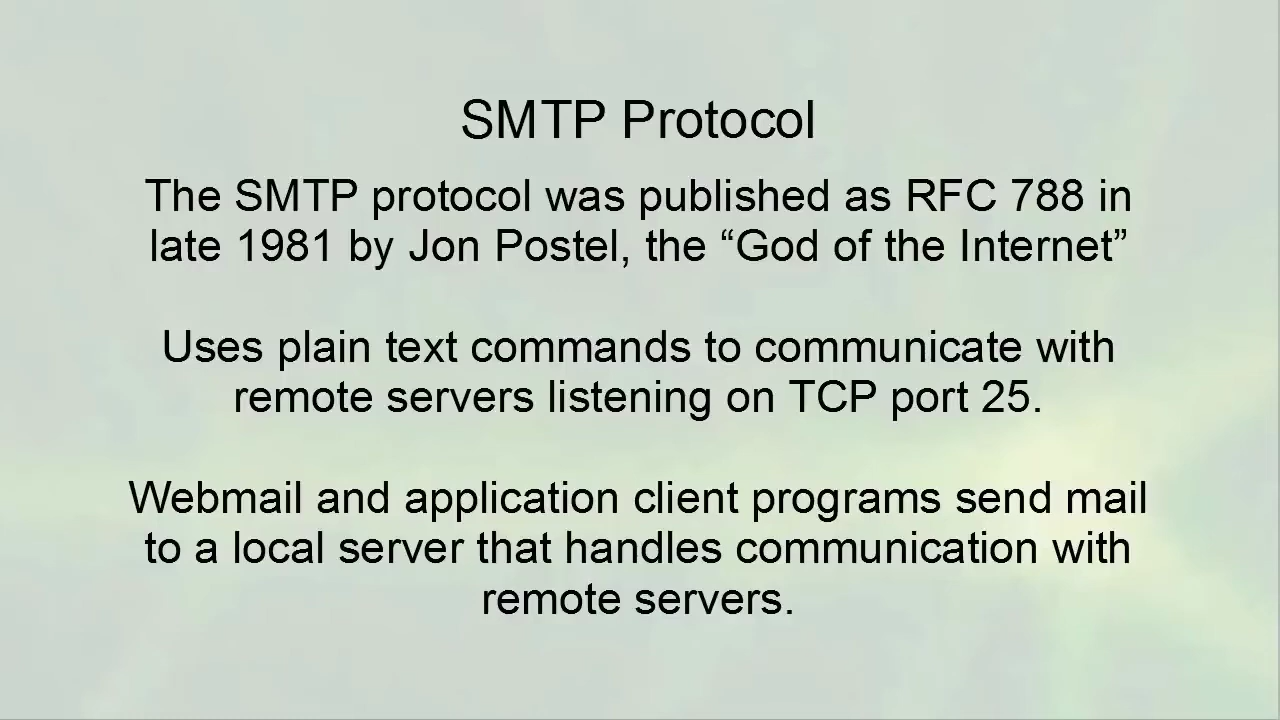 SMTP Protocol
The SMTP protocol was published as RFC 788 in
late 1981 by Jon Postel, the “God of the Internet”
Uses plain text commands to communicate with
remote servers listening on TCP port 25.
Webmail and application client programs send mail
to a local server that handles communication with
remote servers.